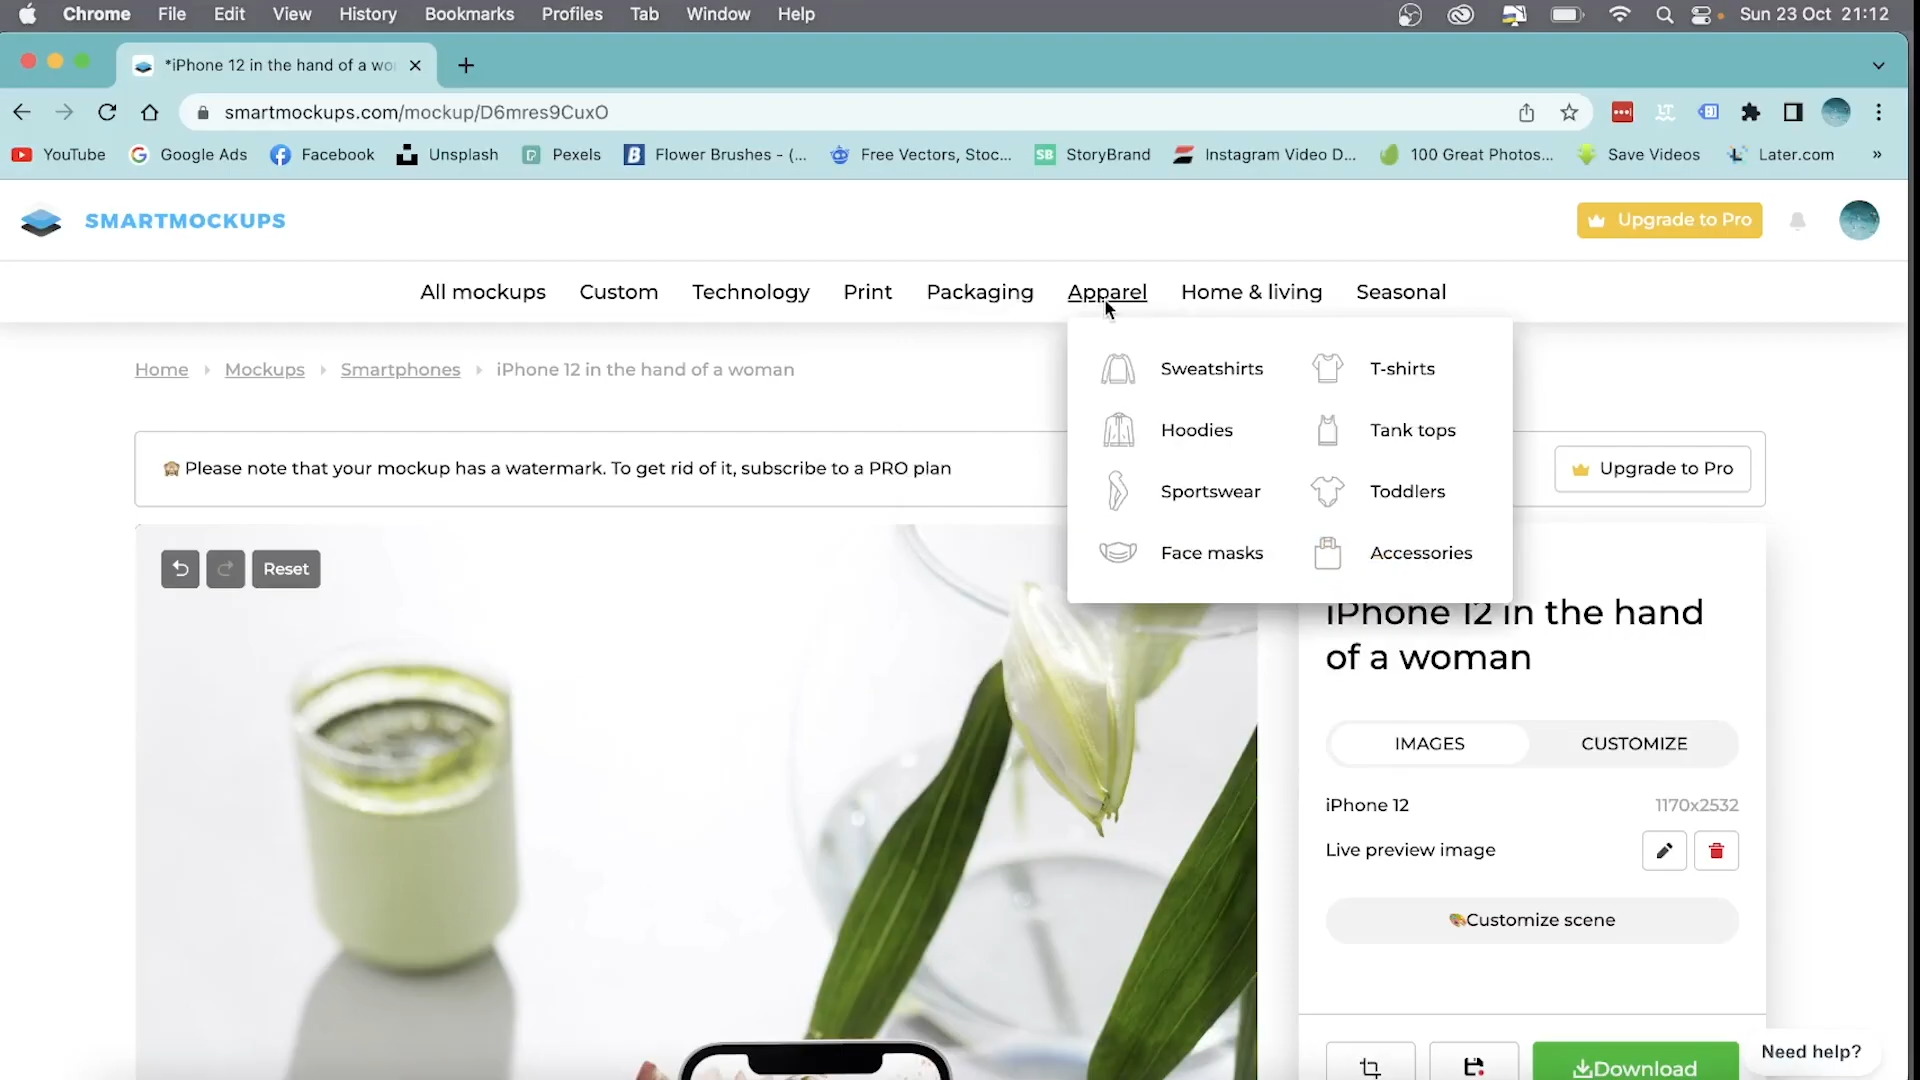 Chrome File Edit View History Bookmarks Profiles Tab Window Help Sun 23 Oct 21:12
*iPhone 12 in the hand of a wo
smartmockups.com/mockup/D6mres9CuxO
YouTube Google Ads Facebook Unsplash Pexels Flower Brushes - (... Free Vectors, Stoc... SB StoryBrand Instagram Video D... 100 Great Photos... Save Videos Later.com »
SMARTMOCKUPS Upgrade to Pro
All mockups Custom Technology Print Packaging Apparel Home & living Seasonal
Home Mockups Smartphones iPhone 12 in the hand of a woman
Sweatshirts T-shirts
Hoodies Tank tops
Sportswear Toddlers
Face masks Accessories
Please note that your mockup has a watermark. To get rid of it, subscribe to a PRO plan
Upgrade to Pro
Reset
iPhone 12 in the hand
of a woman
IMAGES CUSTOMIZE
iPhone 12 1170x2532
Live preview image
Customize scene
Download
Need help?